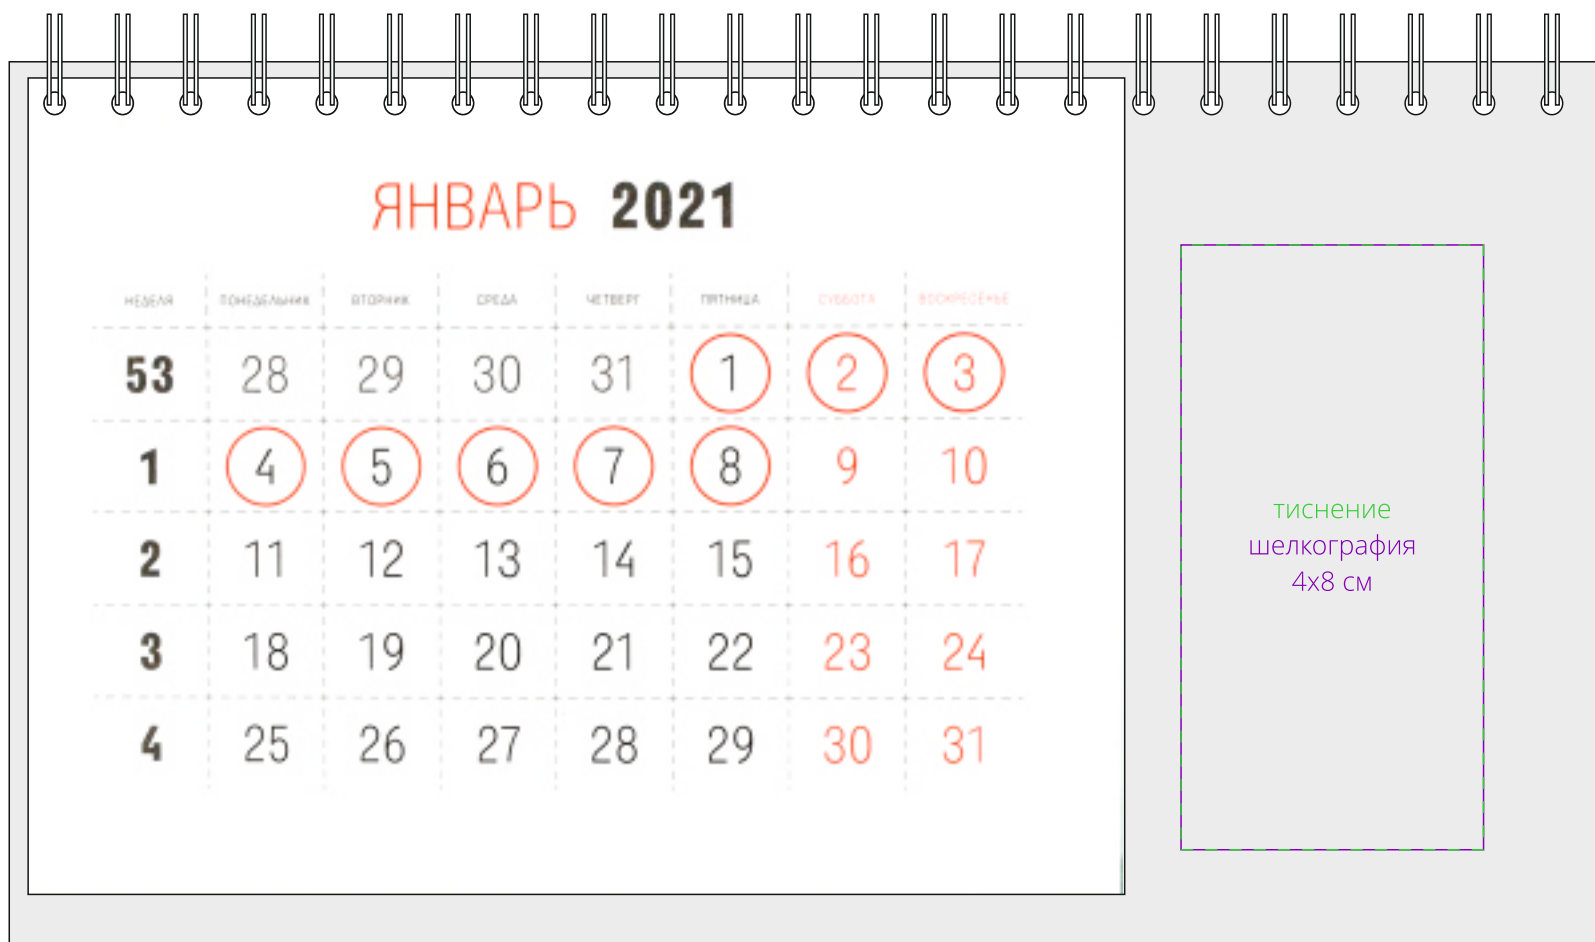 ЯНВАРЬ 2021
НЕДЕЛЯ ПОНЕДЕЛЬНИК ВТОРНИК СРЕДА ЧЕТВЕРГ ПЯТНИЦА СУББОТА ВОСКРЕСЕНЬЕ
53 28 29 30 31 1 2 3
1 4 5 6 7 8 9 10
2 11 12 13 14 15 16 17
3 18 19 20 21 22 23 24
4 25 26 27 28 29 30 31
тиснение
шелкография
4х8 см